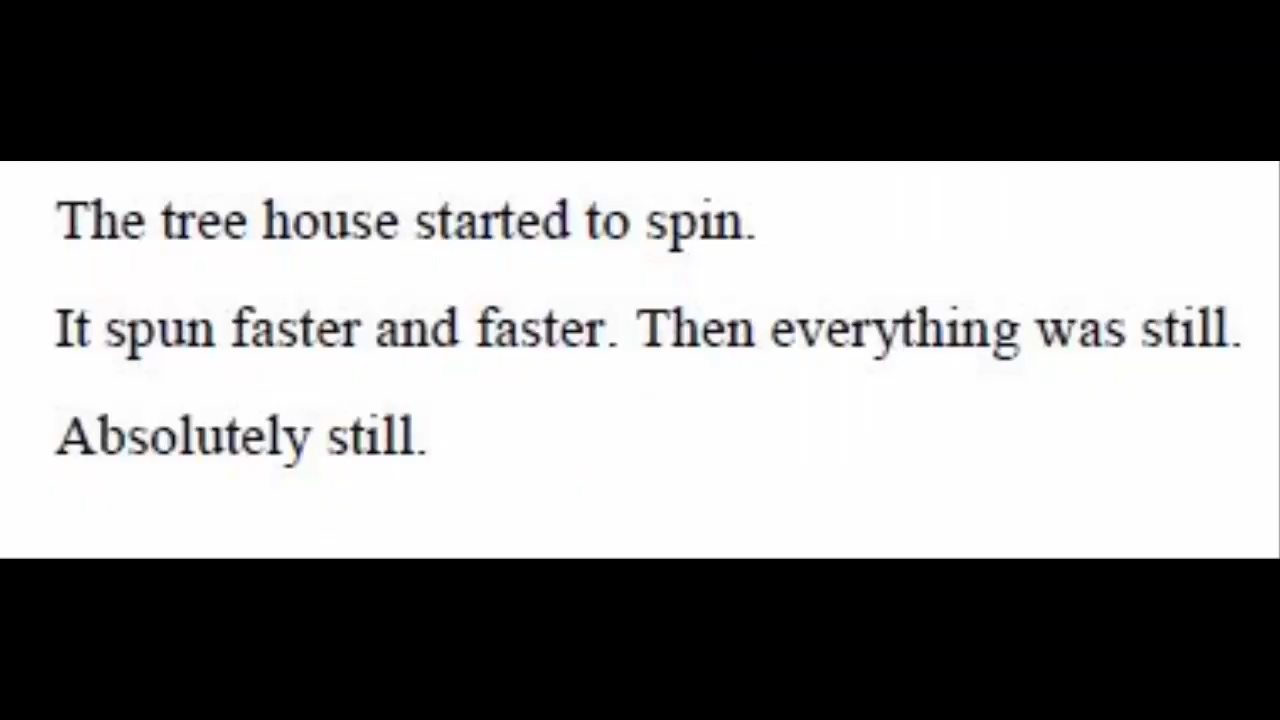 The tree house started to spin.
It spun faster and faster. Then everything was still.
Absolutely still.